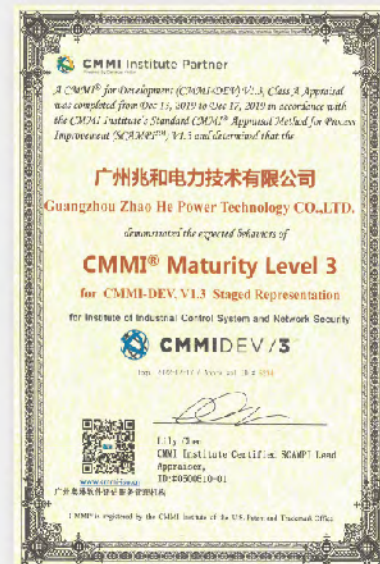 CMMI Institute Partner
A CMMI® for Development (CMMI-DEV) V1.3, Class A Appraisal
was completed from Dec 13, 2019 to Dec 17, 2019 in accordance with
the CMMI Institute's Standard CMMI® Appraisal Method for Process
Improvement (SCAMPI℠) V1.3 and determined that the
广州兆和电力技术有限公司
Guangzhou Zhao He Power Technology CO.,LTD.
demonstrated the expected behaviors of
CMMI® Maturity Level 3
for CMMI-DEV, V1.3 Staged Representation
for Institute of Industrial Control System and Network Security
CMMIDEV/3
Lily Chen
CMMI Institute Certified SCAMPI Lead
Appraiser,
CMMI® is registered by the CMMI Institute of the U.S. Patent and Trademark Office